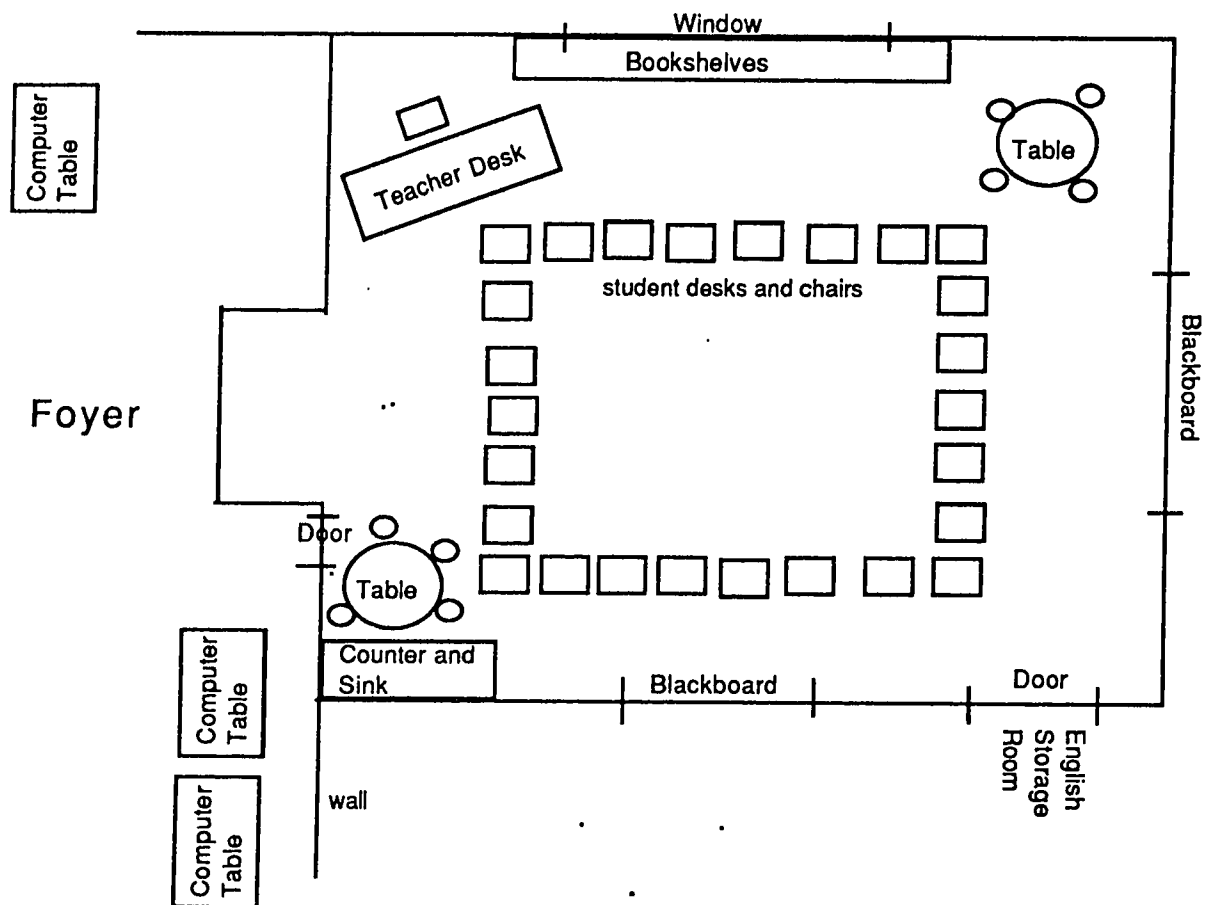 Window
Bookshelves
Computer
Table
Teacher Desk
Table
student desks and chairs
Blackboard
Foyer
Door
Table
Counter and
Sink
Blackboard
Door
English
Storage
Room
Computer
Table
wall
Computer
Table